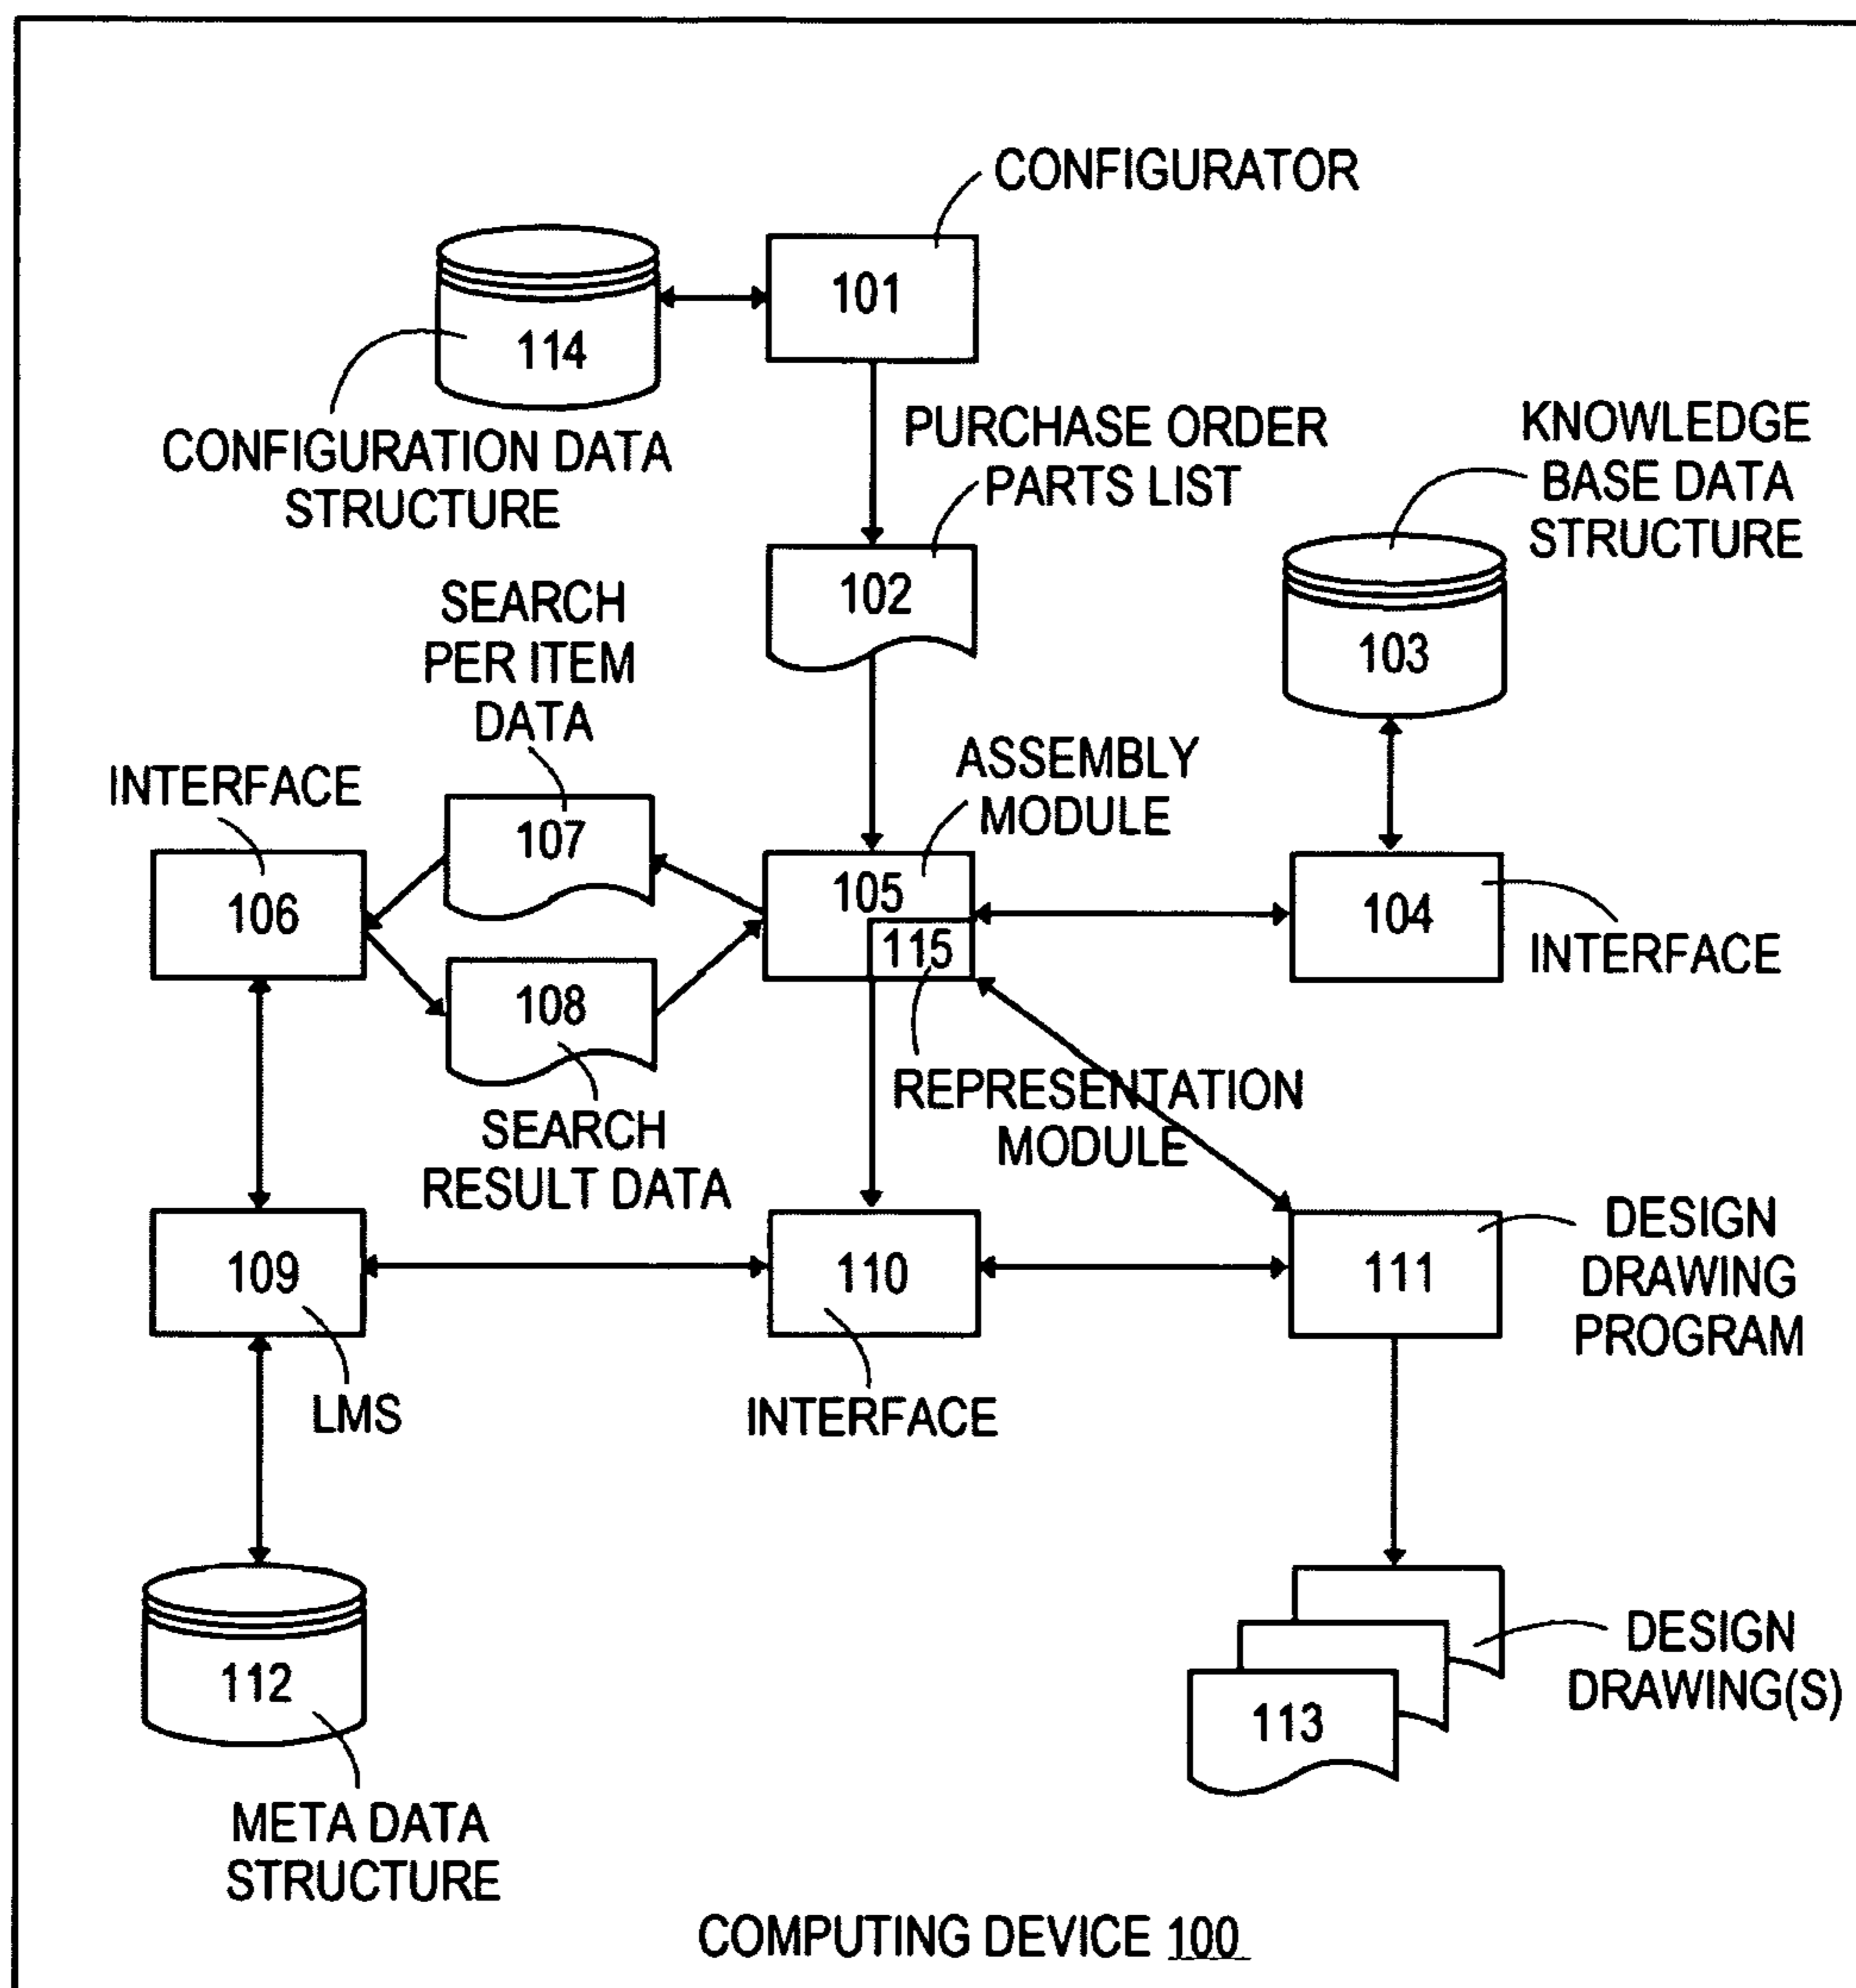 CONFIGURATOR
101
114
CONFIGURATION DATA
STRUCTURE
PURCHASE ORDER
PARTS LIST
KNOWLEDGE
BASE DATA
STRUCTURE
102
103
SEARCH
PER ITEM
DATA
ASSEMBLY
MODULE
INTERFACE
107
105
106
104
115
INTERFACE
108
REPRESENTATION
MODULE
SEARCH
RESULT DATA
109
110
111
DESIGN
DRAWING
PROGRAM
LMS
INTERFACE
112
113
DESIGN
DRAWING(S)
META DATA
STRUCTURE
COMPUTING DEVICE 100